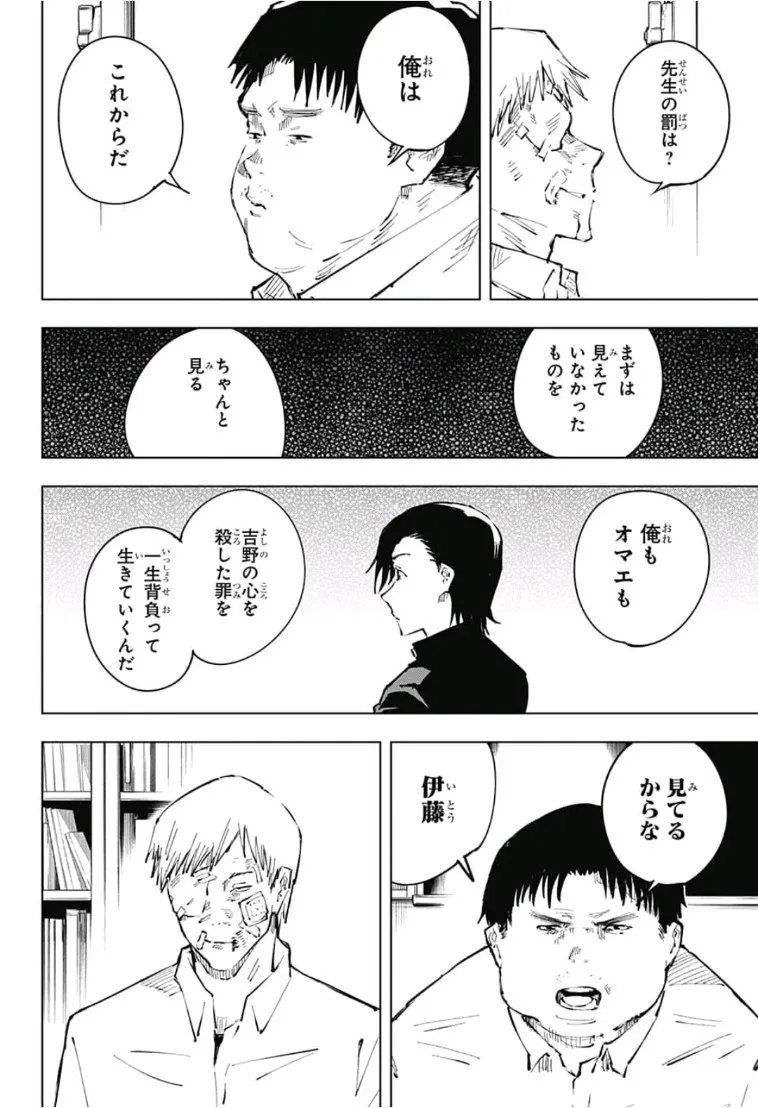 先生の罰は？
俺は
これからだ
まずは
見えて
いなかった
ものを
ちゃんと
見る
俺も
オマエも
吉野の心を
殺した罪を
一生背負って
生きていくんだ
見てる
からな
伊藤